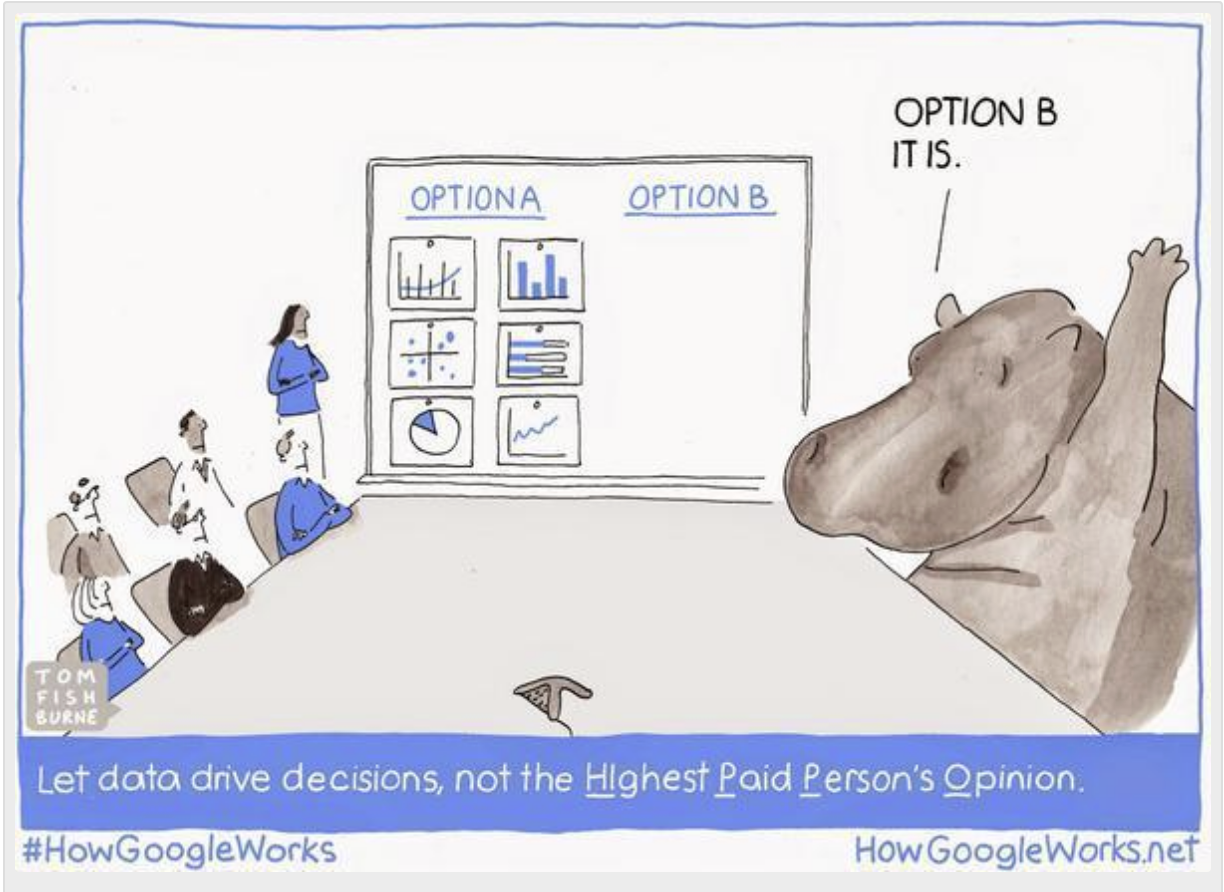 OPTION B
IT IS.
OPTION A
OPTION B
TOM
FISH
BURNE
Let data drive decisions, not the HIghest Paid Person's Opinion.
#HowGoogleWorks
HowGoogleWorks.net